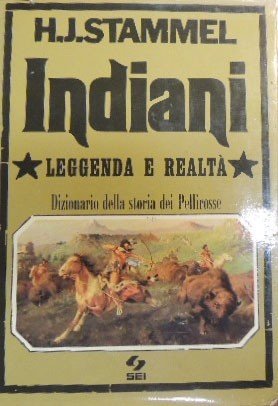 H.J.STAMMEL
Indiani
LEGGENDA E REALTÀ
Dizionario della storia dei Pellirosse
SEI